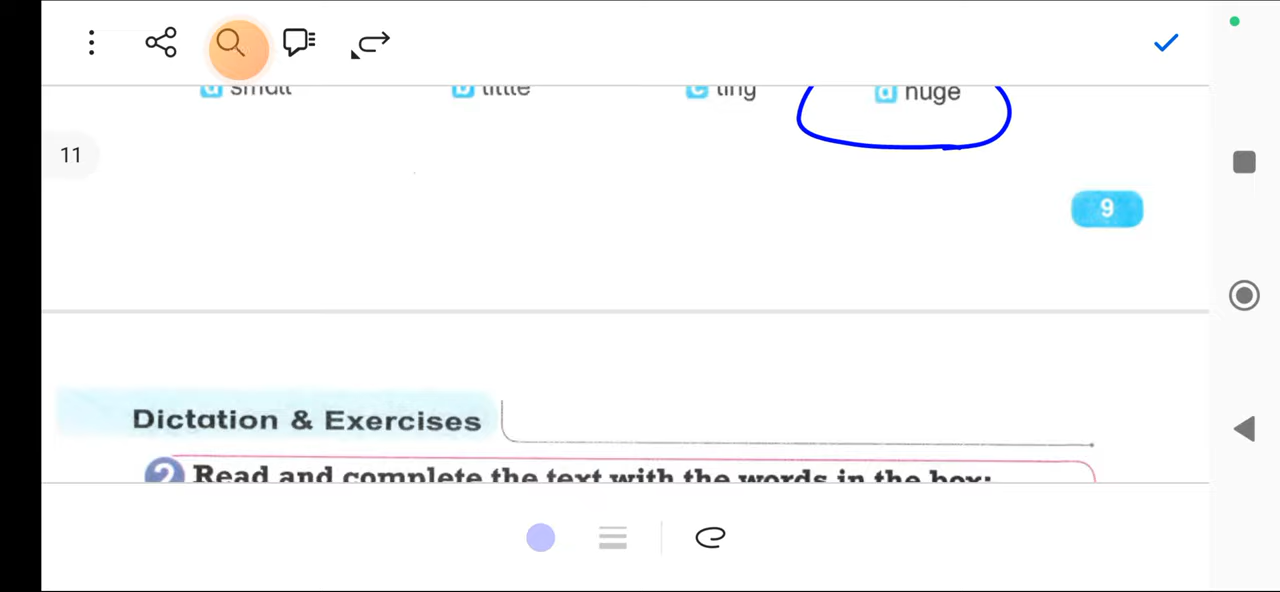 a small b little c tiny d huge
11
9
Dictation & Exercises
2 Read and complete the text with the words in the box: